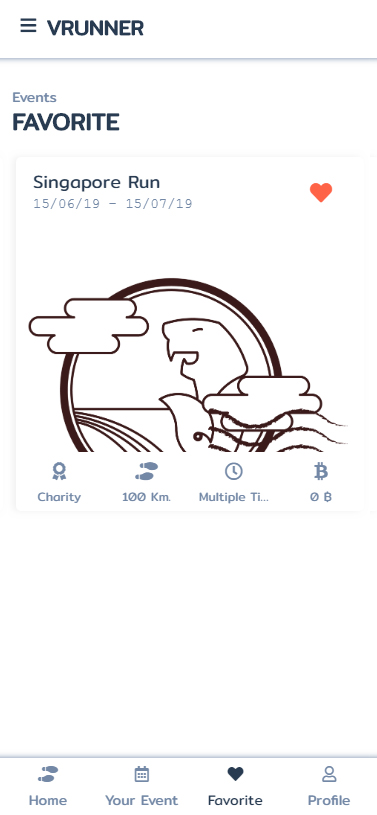 VRUNNER
Events
FAVORITE
Singapore Run
15/06/19 - 15/07/19
Charity
100 Km.
Multiple Ti...
0 ฿
Home
Your Event
Favorite
Profile